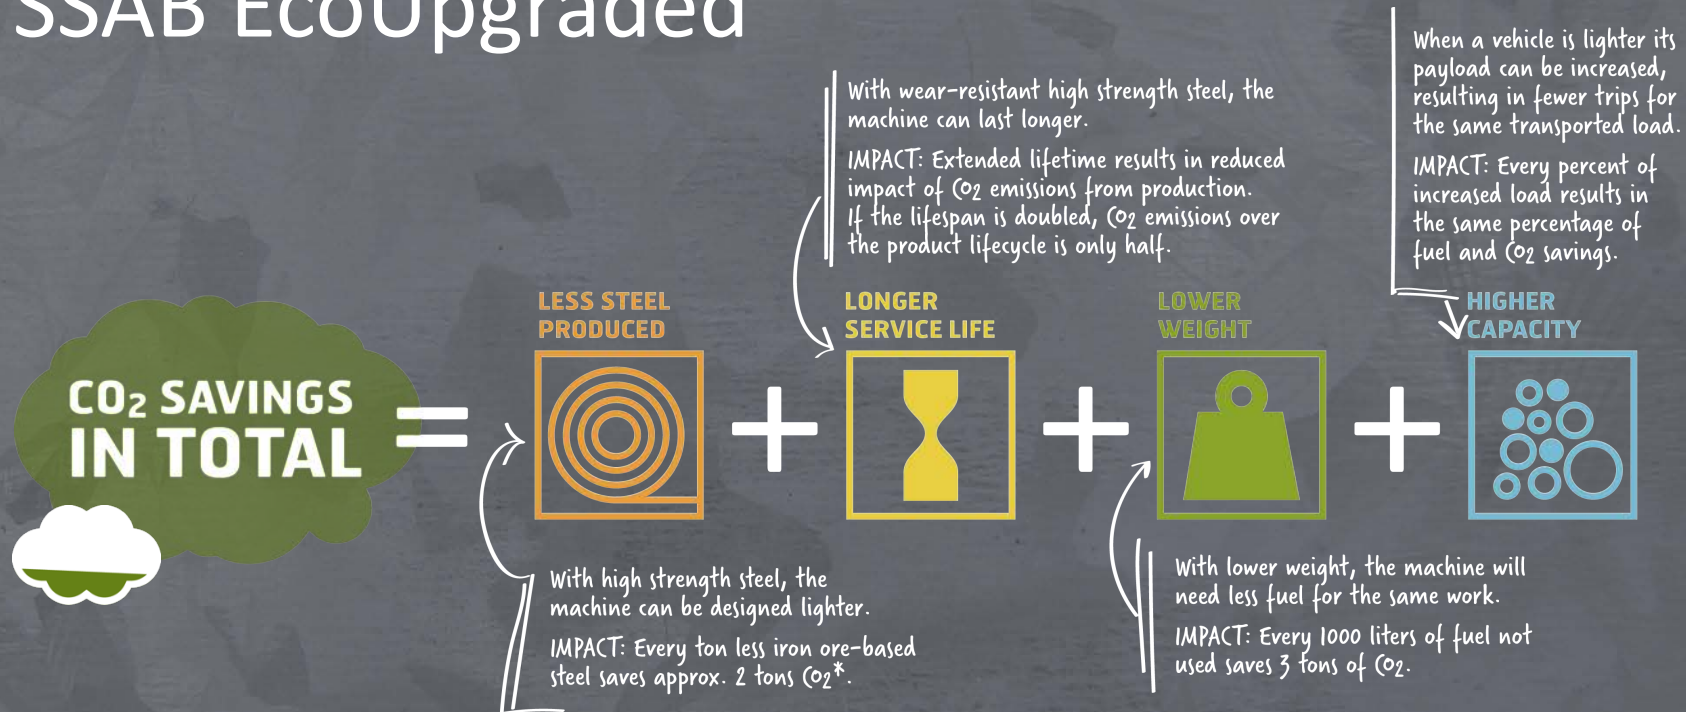 SSAB EcoUpgraded
When a vehicle is lighter its
payload can be increased,
resulting in fewer trips for
the same transported load.
IMPACT: Every percent of
increased load results in
the same percentage of
fuel and CO2 savings.
With wear-resistant high strength steel, the
machine can last longer.
IMPACT: Extended lifetime results in reduced
impact of CO2 emissions from production.
If the lifespan is doubled, CO2 emissions over
the product lifecycle is only half.
CO2 SAVINGS
IN TOTAL
=
LESS STEEL
PRODUCED
+
LONGER
SERVICE LIFE
+
LOWER
WEIGHT
+
HIGHER
CAPACITY
With high strength steel, the
machine can be designed lighter.
IMPACT: Every ton less iron ore-based
steel saves approx. 2 tons CO2*.
With lower weight, the machine will
need less fuel for the same work.
IMPACT: Every 1000 liters of fuel not
used saves 3 tons of CO2.